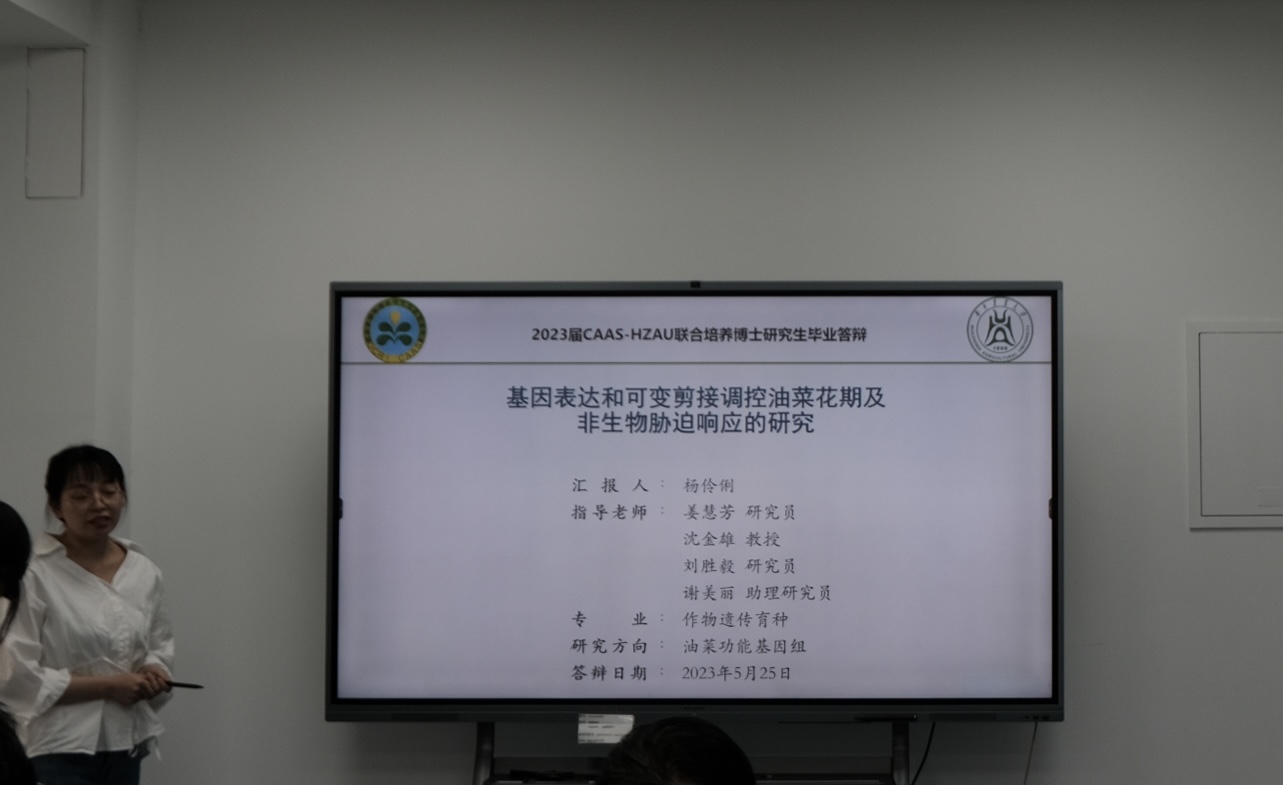 2023届CAAS-HZAU联合培养博士研究生毕业答辩
基因表达和可变剪接调控油菜花期及
非生物胁迫响应的研究
汇 报 人： 杨伶俐
指导老师： 姜慧芳 研究员
沈金雄 教授
刘胜毅 研究员
谢美丽 助理研究员
专 业： 作物遗传育种
研究方向： 油菜功能基因组
答辩日期： 2023年5月25日